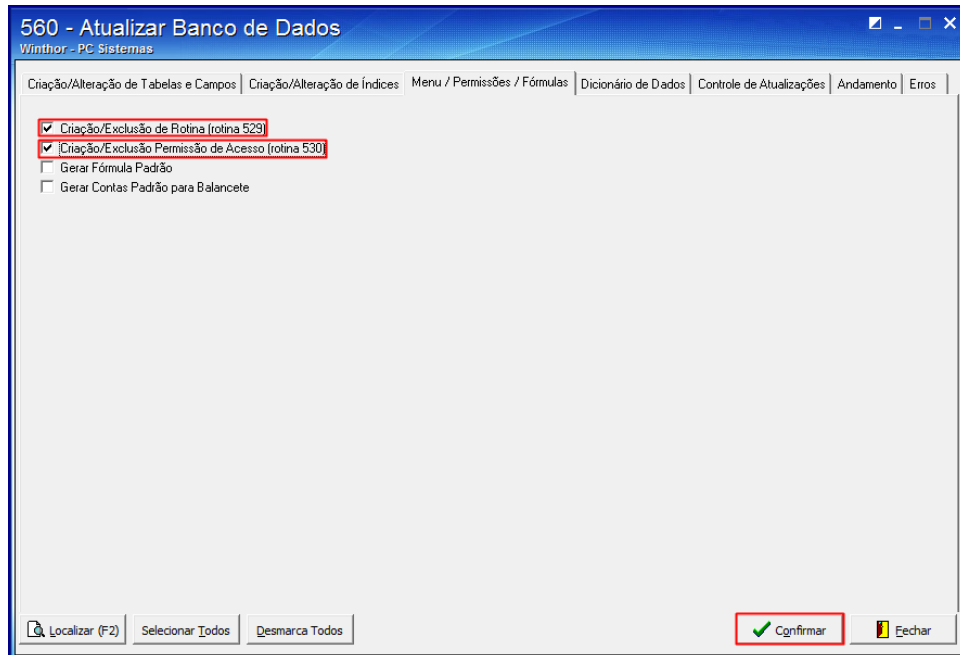 560 - Atualizar Banco de Dados
Winthor - PC Sistemas
Criação/Alteração de Tabelas e Campos Criação/Alteração de Índices Menu / Permissões / Fórmulas Dicionário de Dados Controle de Atualizações Andamento Erros
Criação/Exclusão de Rotina (rotina 529)
Criação/Exclusão Permissão de Acesso (rotina 530)
Gerar Fórmula Padrão
Gerar Contas Padrão para Balancete
Localizar (F2) Selecionar Todos Desmarca Todos Confirmar Fechar